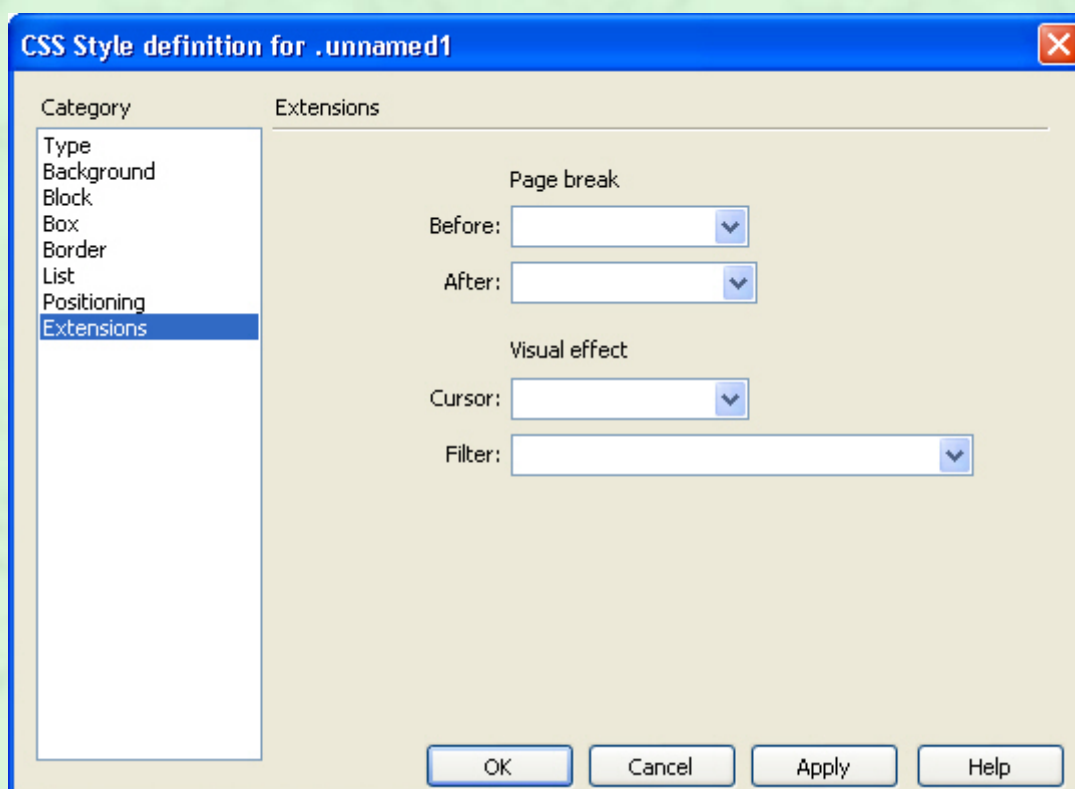 CSS Style definition for .unnamed1
Category
Extensions
Type
Background
Block
Box
Border
List
Positioning
Extensions
Page break
Before:
After:
Visual effect
Cursor:
Filter:
OK Cancel Apply Help